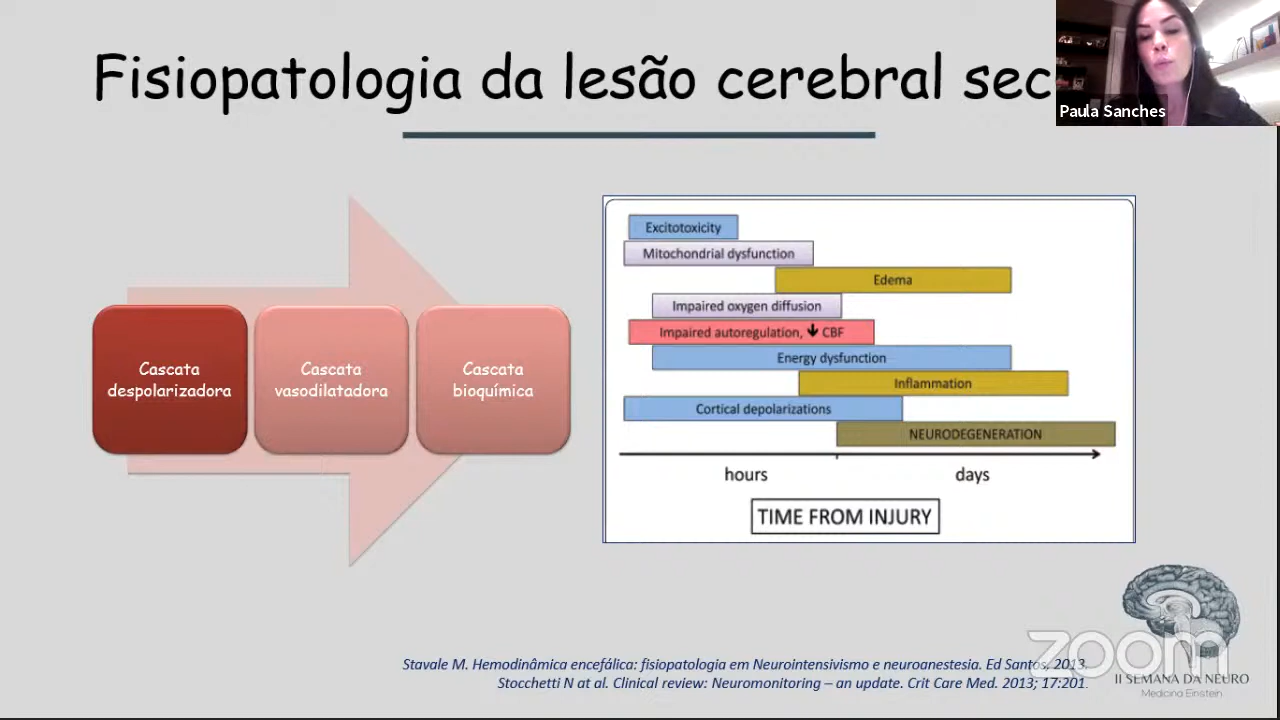 Fisiopatologia da lesão cerebral sec
Paula Sanches
Cascata
despolarizadora
Cascata
vasodilatadora
Cascata
bioquímica
Excitotoxicity
Mitochondrial dysfunction
Edema
Impaired oxygen diffusion
Impaired autoregulation, ↓ CBF
Energy dysfunction
Inflammation
Cortical depolarizations
NEURODEGENERATION
hours
days
TIME FROM INJURY
Stavale M. Hemodinâmica encefálica: fisiopatologia em Neurointensivismo e neuroanestesia. Ed Santos, 2013.
Stocchetti N at al. Clinical review: Neuromonitoring – an update. Crit Care Med. 2013; 17:201.
zoom
II SEMANA DA NEURO
Medicina Einstein